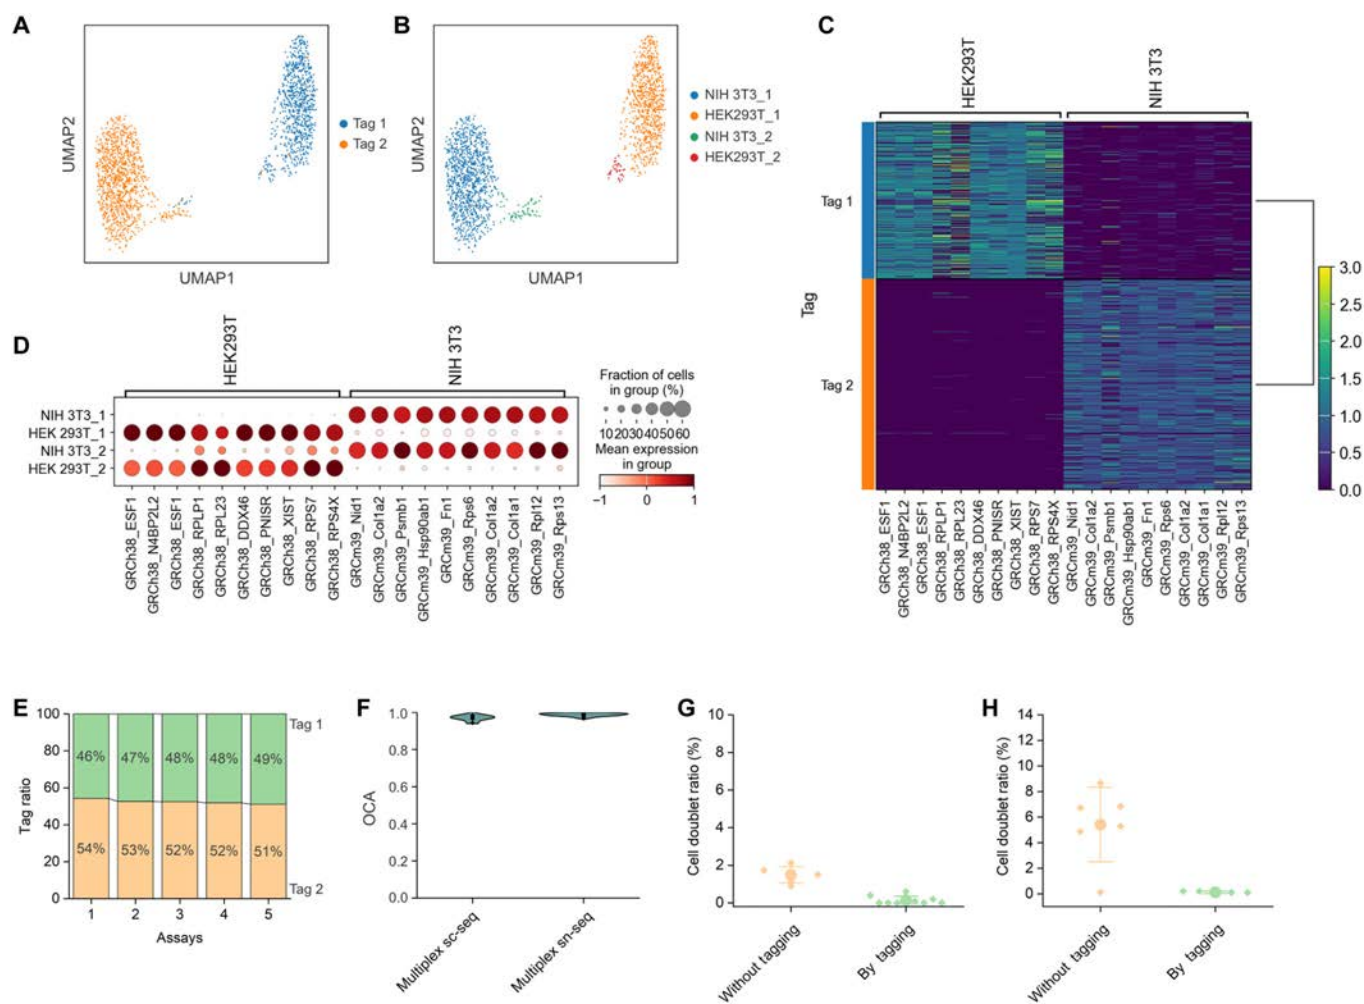 A
UMAP2
UMAP1
Tag 1
Tag 2
B
UMAP2
UMAP1
NIH 3T3_1
HEK293T_1
NIH 3T3_2
HEK293T_2
C
HEK293T
NIH 3T3
Tag 1
Tag 2
Tag
3.0
2.5
2.0
1.5
1.0
0.5
0.0
GRCh38_ESF1
GRCh38_N4BP2L2
GRCh38_ESF1
GRCh38_RPLP1
GRCh38_RPL23
GRCh38_DDX46
GRCh38_PNISR
GRCh38_XIST
GRCh38_RPS7
GRCh38_RPS4X
GRCm39_Nid1
GRCm39_Col1a2
GRCm39_Psmb1
GRCm39_Hsp90ab1
GRCm39_Fn1
GRCm39_Rps6
GRCm39_Col1a2
GRCm39_Col1a1
GRCm39_Rpl12
GRCm39_Rps13
D
HEK293T
NIH 3T3
NIH 3T3_1
HEK 293T_1
NIH 3T3_2
HEK 293T_2
Fraction of cells
in group (%)
10 20 30 40 50 60
Mean expression
in group
−1 0 1
GRCh38_ESF1
GRCh38_N4BP2L2
GRCh38_ESF1
GRCh38_RPLP1
GRCh38_RPL23
GRCh38_DDX46
GRCh38_PNISR
GRCh38_XIST
GRCh38_RPS7
GRCh38_RPS4X
GRCm39_Nid1
GRCm39_Col1a2
GRCm39_Psmb1
GRCm39_Hsp90ab1
GRCm39_Fn1
GRCm39_Rps6
GRCm39_Col1a2
GRCm39_Col1a1
GRCm39_Rpl12
GRCm39_Rps13
E
Tag ratio
100
80
60
40
20
0
46% 47% 48% 48% 49%
54% 53% 52% 52% 51%
Tag 1
Tag 2
1 2 3 4 5
Assays
F
OCA
1.0
0.8
0.6
0.4
0.2
0.0
Multiplex sc-seq
Multiplex sn-seq
G
Cell doublet ratio (%)
10
8
6
4
2
0
Without tagging
By tagging
H
Cell doublet ratio (%)
14
12
8
6
4
2
0
Without tagging
By tagging